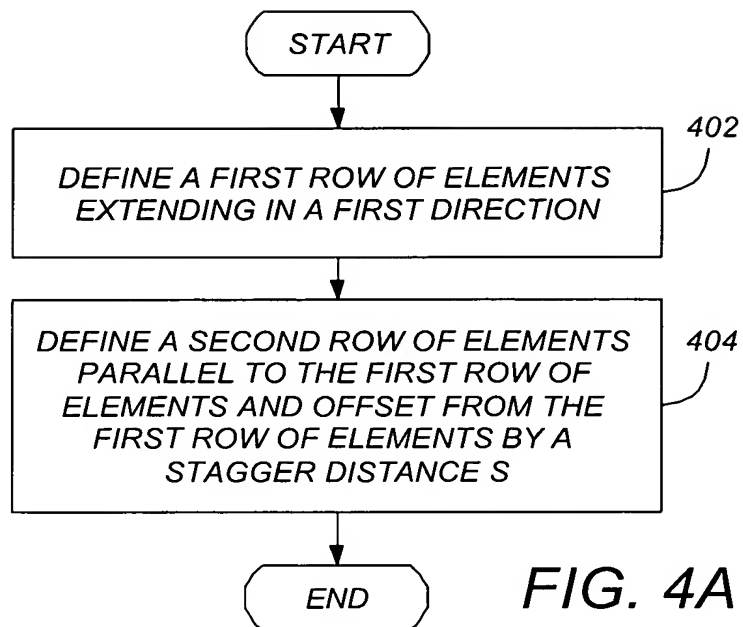 START
402
DEFINE A FIRST ROW OF ELEMENTS
EXTENDING IN A FIRST DIRECTION
404
DEFINE A SECOND ROW OF ELEMENTS
PARALLEL TO THE FIRST ROW OF
ELEMENTS AND OFFSET FROM THE
FIRST ROW OF ELEMENTS BY A
STAGGER DISTANCE S
END
FIG. 4A